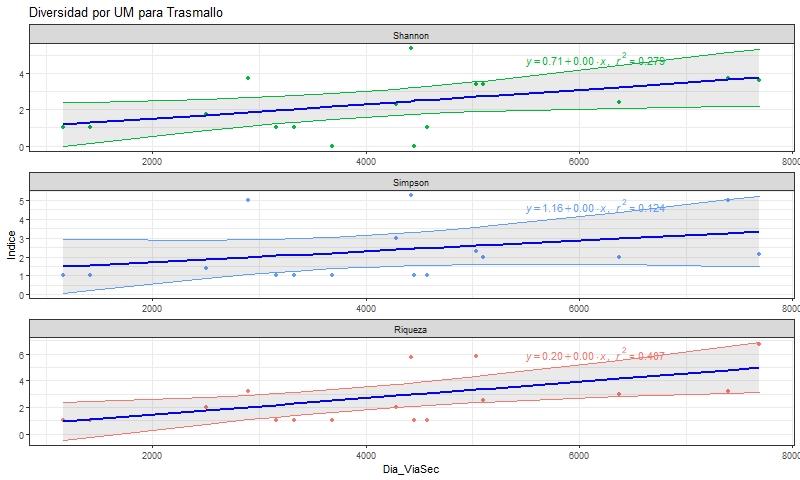 Diversidad por UM para Trasmallo
Shannon
y = 0.71 + 0.00 · x, r² = 0.279
4
2
0
2000 4000 6000 8000
Simpson
y = 1.16 + 0.00 · x, r² = 0.124
5
4
3
2
1
0
2000 4000 6000 8000
Indice
Riqueza
y = 0.20 + 0.00 · x, r² = 0.407
6
4
2
0
2000 4000 6000 8000
Dia_ViaSec